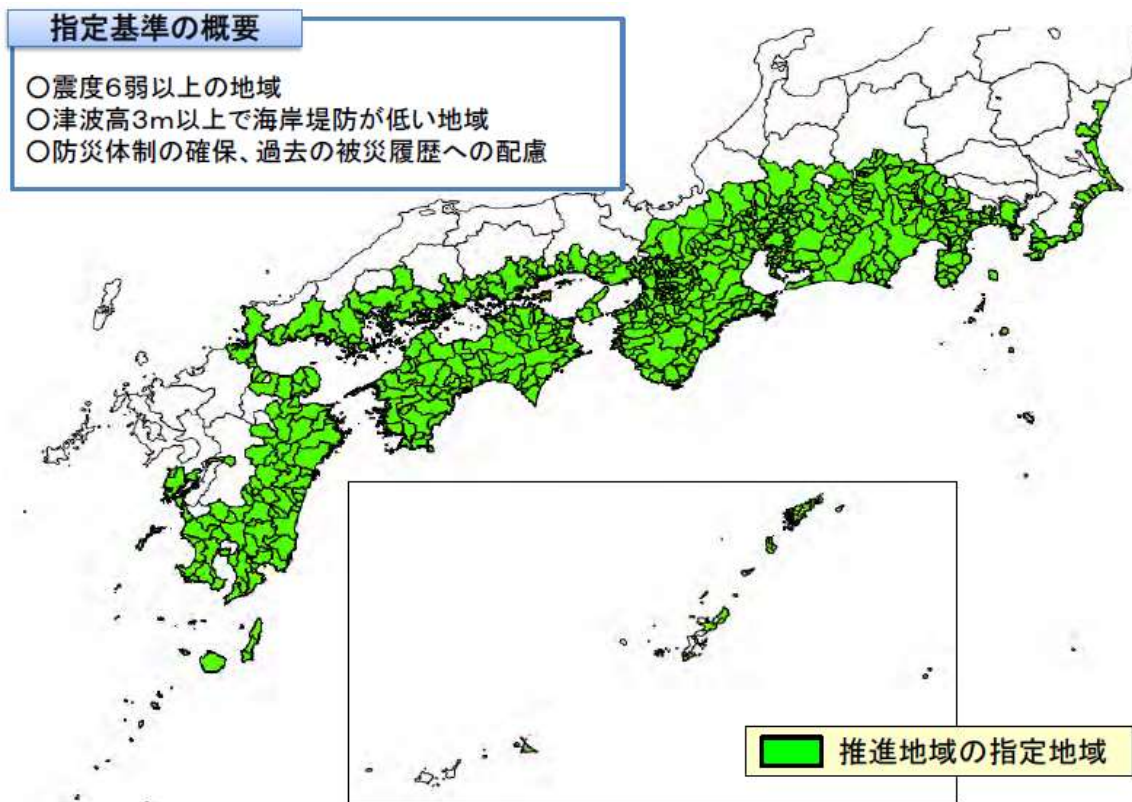 指定基準の概要
○震度6弱以上の地域
○津波高3m以上で海岸堤防が低い地域
○防災体制の確保、過去の被災履歴への配慮
推進地域の指定地域